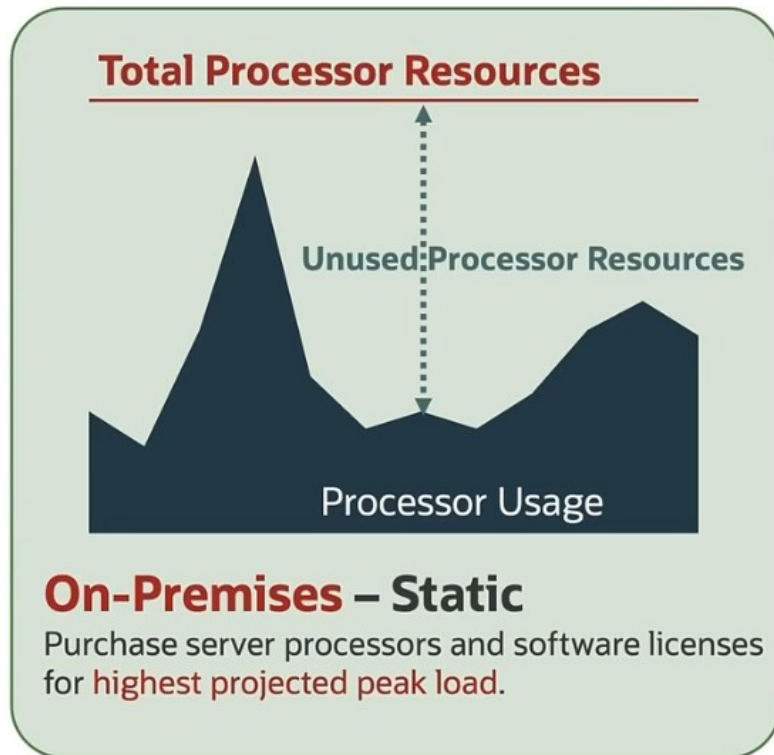 Total Processor Resources
Unused Processor Resources
Processor Usage
On-Premises – Static
Purchase server processors and software licenses
for highest projected peak load.